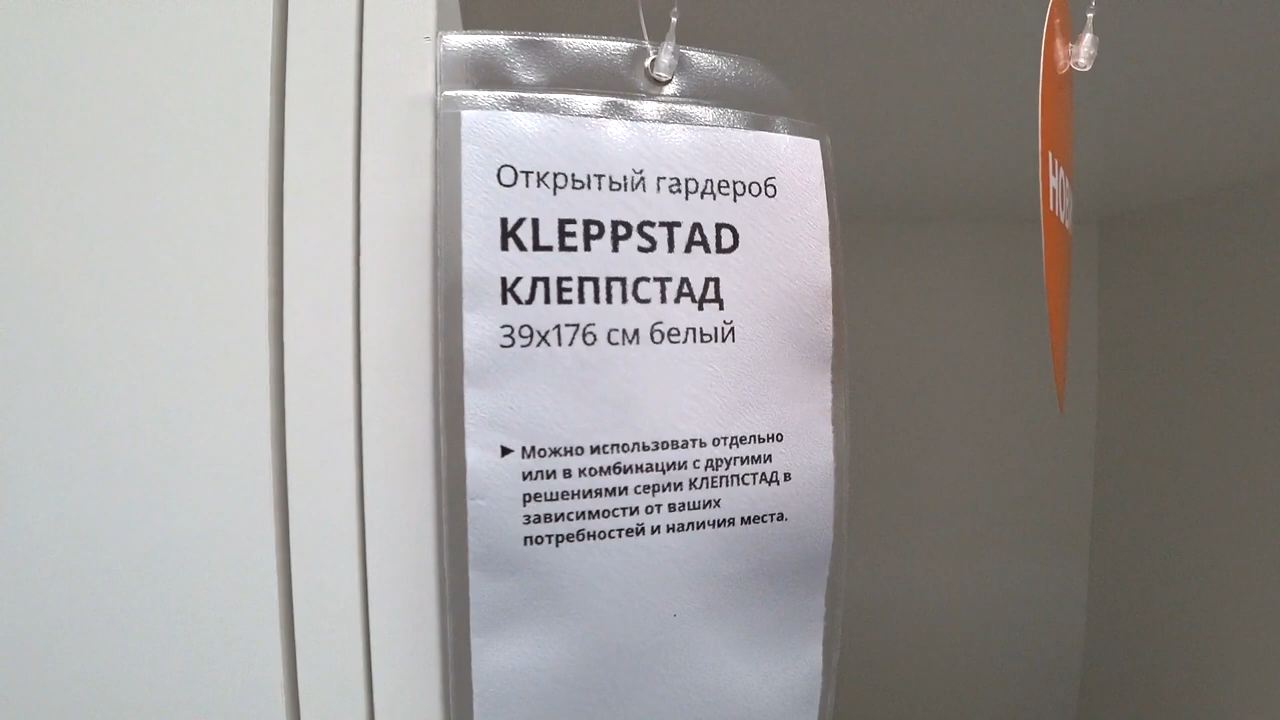 Открытый гардероб
KLEPPSTAD
КЛЕППСТАД
39x176 см белый
► Можно использовать отдельно
или в комбинации с другими
решениями серии КЛЕППСТАД в
зависимости от ваших
потребностей и наличия места.